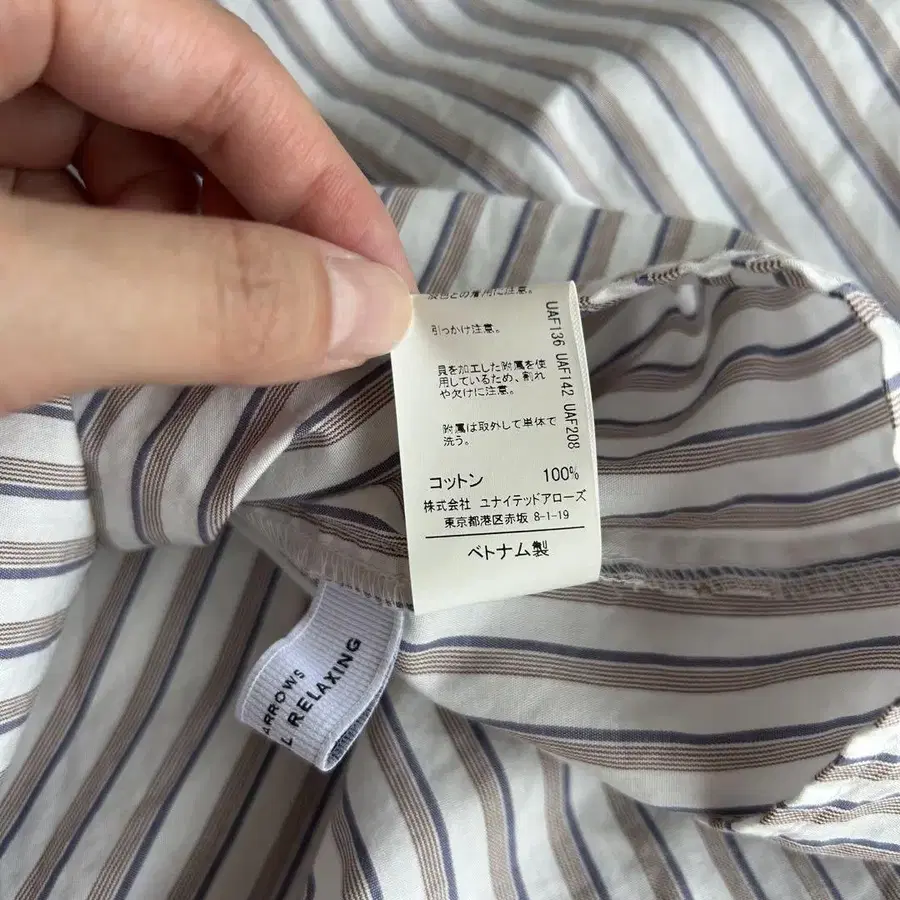 引っかけ注意。
貝を加工した附属を使
用しているため、割れ
や欠けに注意。
附属は取外して単体で
洗う。
コットン 100%
株式会社 ユナイテッドアローズ
東京都港区赤坂 8-1-19
ベトナム製
UAF136 UAF142 UAF208
ARROWS
L RELAXING